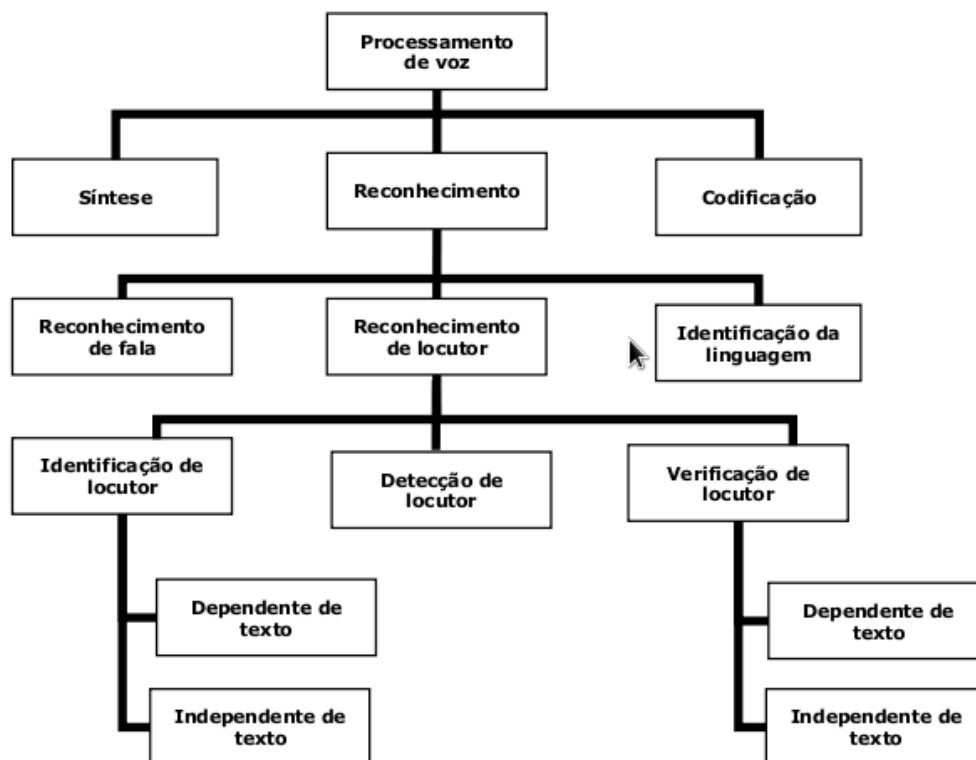 Processamento
de voz
Síntese
Reconhecimento
Codificação
Reconhecimento
de fala
Reconhecimento
de locutor
Identificação da
linguagem
Identificação de
locutor
Detecção de
locutor
Verificação de
locutor
Dependente de
texto
Independente de
texto
Dependente de
texto
Independente de
texto